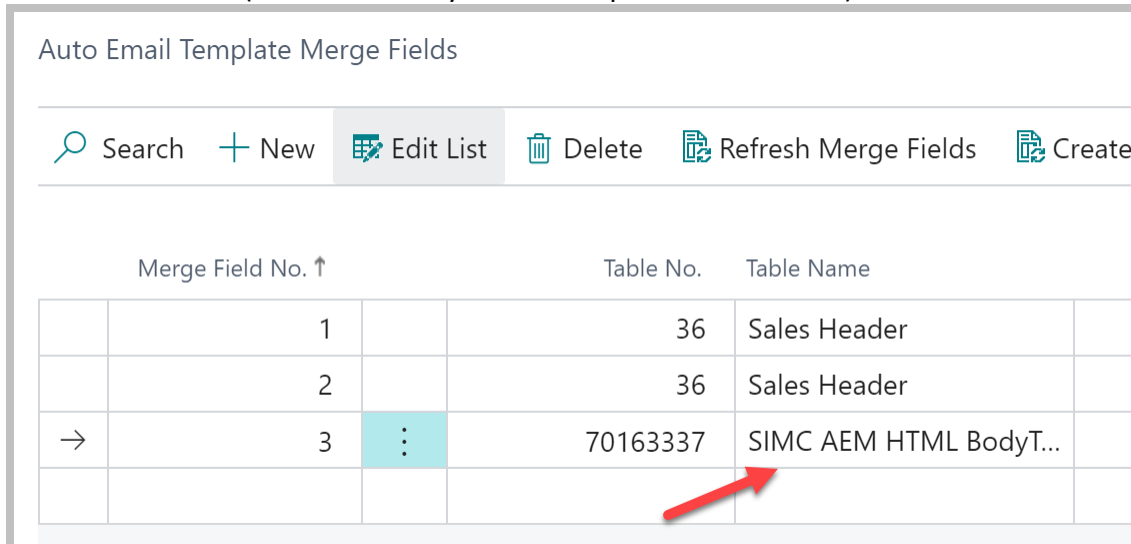 Auto Email Template Merge Fields
Search New Edit List Delete Refresh Merge Fields Create
Merge Field No. ↑ Table No. Table Name
1 36 Sales Header
2 36 Sales Header
→ 3 ⋮ 70163337 SIMC AEM HTML BodyT...